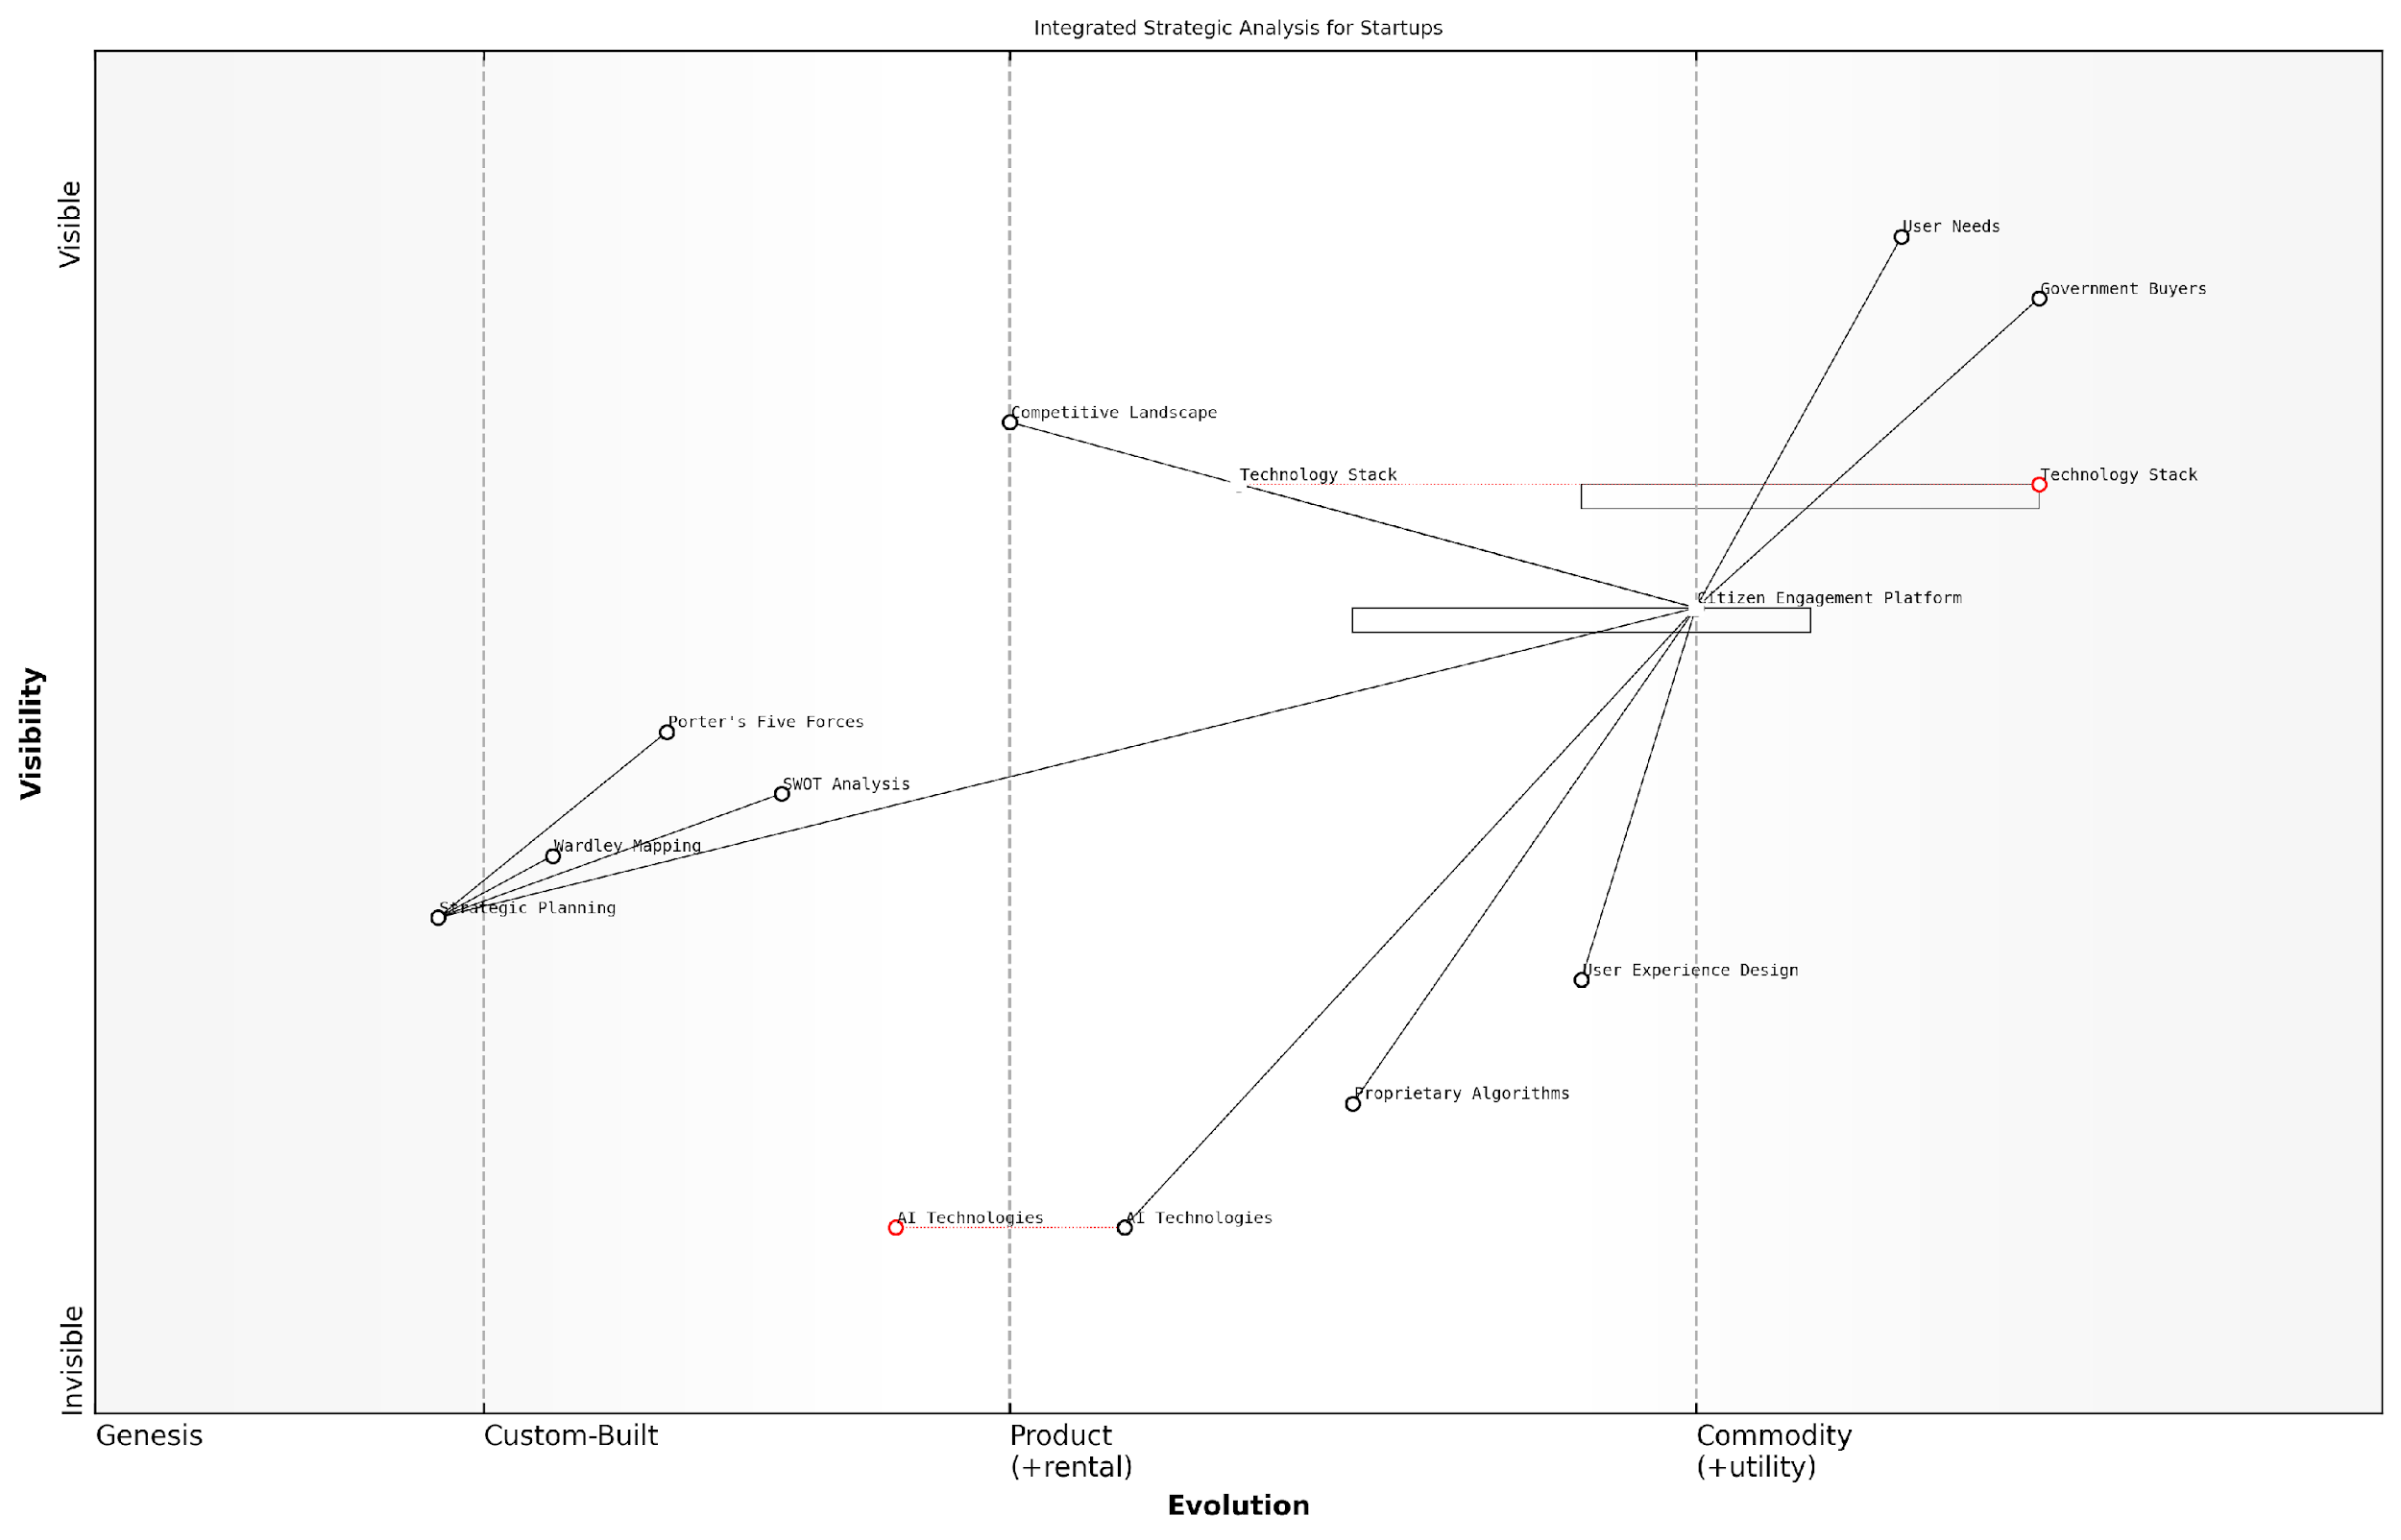 Integrated Strategic Analysis for Startups
Visible
User Needs
Government Buyers
Competitive Landscape
Technology Stack
Technology Stack
Citizen Engagement Platform
Visibility
Porter's Five Forces
SWOT Analysis
Wardley Mapping
Strategic Planning
User Experience Design
Proprietary Algorithms
AI Technologies
AI Technologies
Invisible
Genesis
Custom-Built
Product
(+rental)
Commodity
(+utility)
Evolution